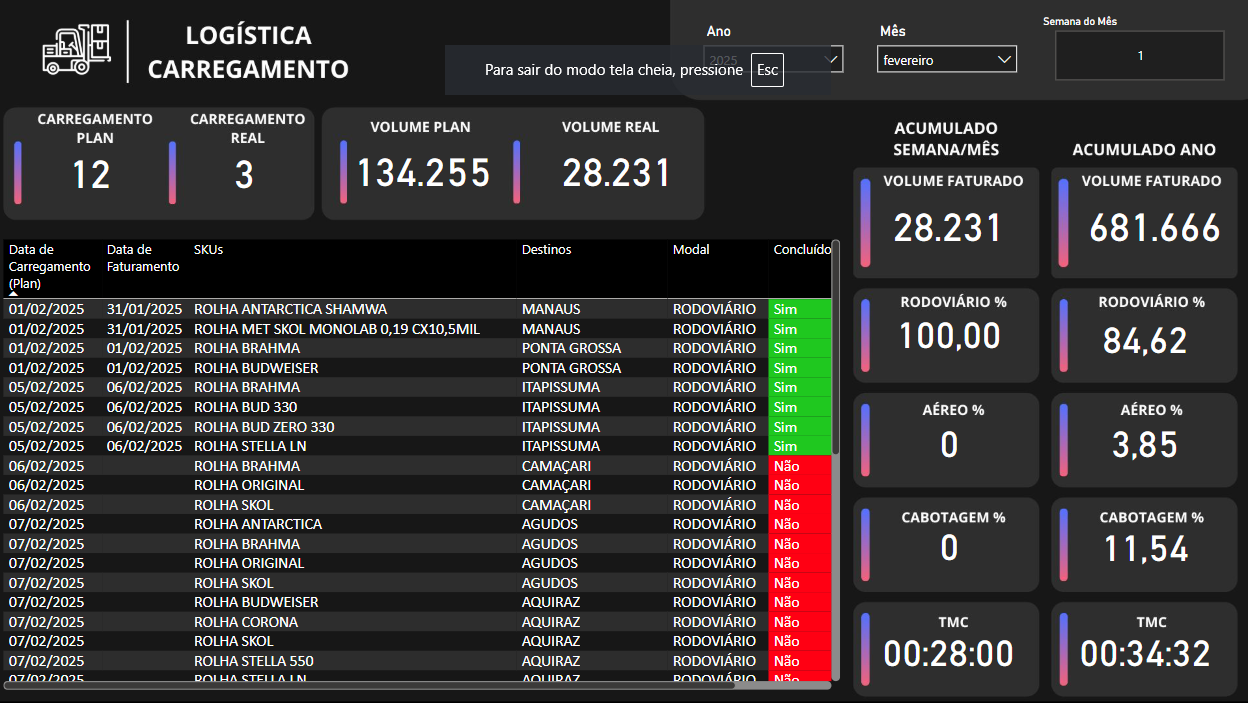 LOGÍSTICA
CARREGAMENTO
Ano
2025
Mês
fevereiro
Semana do Mês
1
Para sair do modo tela cheia, pressione Esc
CARREGAMENTO PLAN
12
CARREGAMENTO REAL
3
VOLUME PLAN
134.255
VOLUME REAL
28.231
ACUMULADO
SEMANA/MÊS
ACUMULADO ANO
VOLUME FATURADO
28.231
VOLUME FATURADO
681.666
RODOVIÁRIO %
100,00
RODOVIÁRIO %
84,62
AÉREO %
0
AÉREO %
3,85
CABOTAGEM %
0
CABOTAGEM %
11,54
TMC
00:28:00
TMC
00:34:32
Data de Carregamento (Plan) Data de Faturamento SKUs Destinos Modal Concluído
01/02/2025 31/01/2025 ROLHA ANTARCTICA SHAMWA MANAUS RODOVIÁRIO Sim
01/02/2025 31/01/2025 ROLHA MET SKOL MONOLAB 0,19 CX10,5MIL MANAUS RODOVIÁRIO Sim
01/02/2025 01/02/2025 ROLHA BRAHMA PONTA GROSSA RODOVIÁRIO Sim
01/02/2025 01/02/2025 ROLHA BUDWEISER PONTA GROSSA RODOVIÁRIO Sim
05/02/2025 06/02/2025 ROLHA BRAHMA ITAPISSUMA RODOVIÁRIO Sim
05/02/2025 06/02/2025 ROLHA BUD 330 ITAPISSUMA RODOVIÁRIO Sim
05/02/2025 06/02/2025 ROLHA BUD ZERO 330 ITAPISSUMA RODOVIÁRIO Sim
05/02/2025 06/02/2025 ROLHA STELLA LN ITAPISSUMA RODOVIÁRIO Sim
06/02/2025 ROLHA BRAHMA CAMAÇARI RODOVIÁRIO Não
06/02/2025 ROLHA ORIGINAL CAMAÇARI RODOVIÁRIO Não
06/02/2025 ROLHA SKOL CAMAÇARI RODOVIÁRIO Não
07/02/2025 ROLHA ANTARCTICA AGUDOS RODOVIÁRIO Não
07/02/2025 ROLHA BRAHMA AGUDOS RODOVIÁRIO Não
07/02/2025 ROLHA ORIGINAL AGUDOS RODOVIÁRIO Não
07/02/2025 ROLHA SKOL AGUDOS RODOVIÁRIO Não
07/02/2025 ROLHA BUDWEISER AQUIRAZ RODOVIÁRIO Não
07/02/2025 ROLHA CORONA AQUIRAZ RODOVIÁRIO Não
07/02/2025 ROLHA SKOL AQUIRAZ RODOVIÁRIO Não
07/02/2025 ROLHA STELLA 550 AQUIRAZ RODOVIÁRIO Não
07/02/2025 ROLHA STELLA LN AQUIRAZ RODOVIÁRIO Não